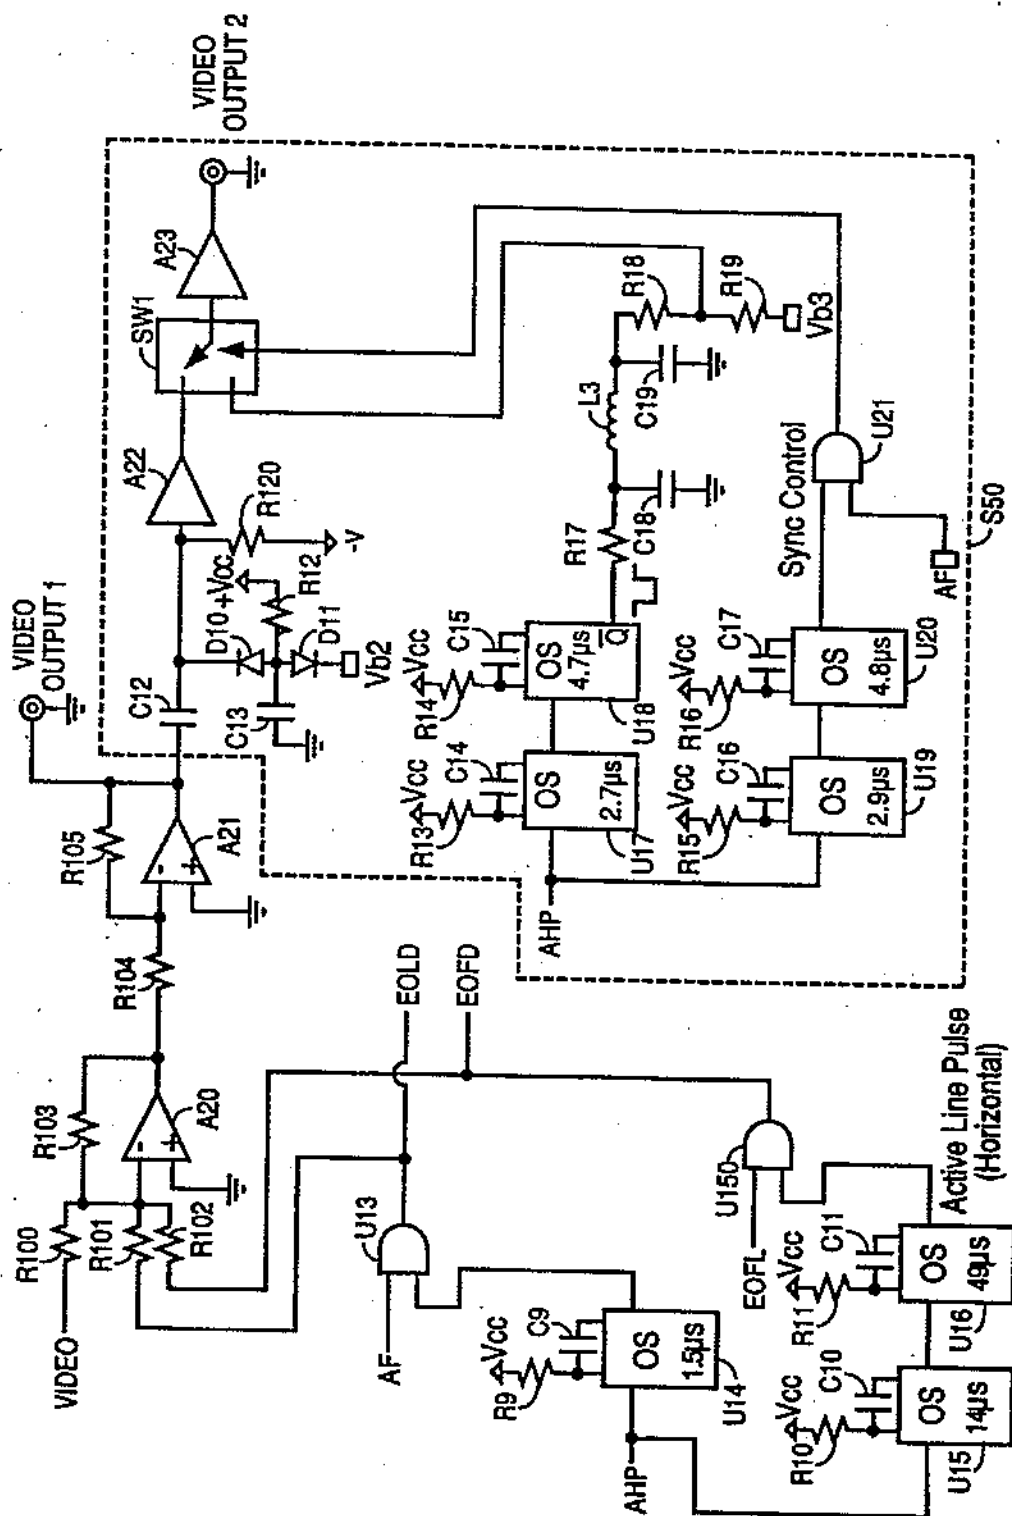 VIDEO
OUTPUT 2
VIDEO
OUTPUT 1
A23
SW1
A22
R120
-V
D10
+Vcc
R12
D11
Vb2
C12
C13
R105
A21
R104
R103
A20
R100
R101
R102
VIDEO
EOLD
EOFD
U13
AF
Vcc
R9
C9
OS
1.5µs
U14
AHP
U150
EOFL
Vcc
R10
C10
OS
14µs
U15
Vcc
R11
C11
OS
49µs
U16
Active Line Pulse
(Horizontal)
AHP
Vcc
R13
C14
OS
2.7µs
U17
Vcc
R14
C15
OS
4.7µs
Q
U18
R17
C18
L3
C19
R18
R19
Vb3
Vcc
R15
C16
OS
2.9µs
U19
Vcc
R16
C17
OS
4.8µs
U20
Sync Control
U21
AF
S50